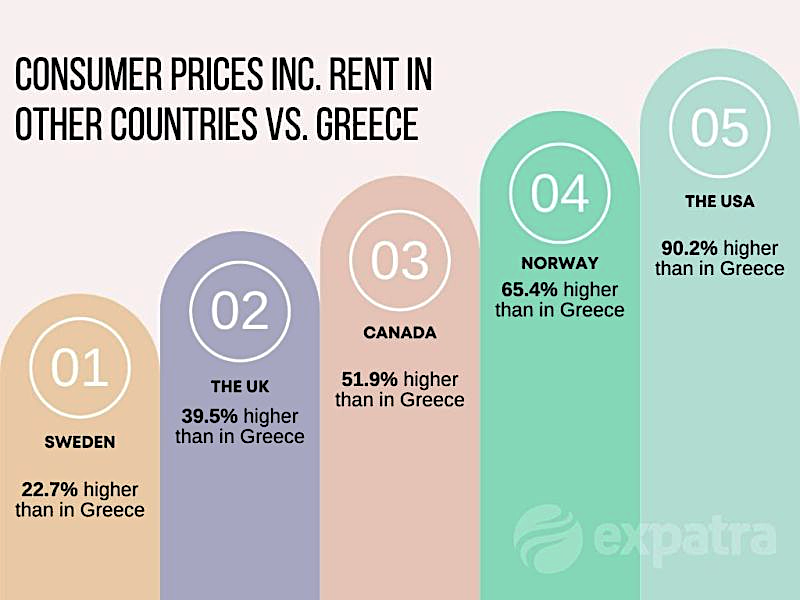 CONSUMER PRICES INC. RENT IN
OTHER COUNTRIES VS. GREECE
01
SWEDEN
22.7% higher
than in Greece
02
THE UK
39.5% higher
than in Greece
03
CANADA
51.9% higher
than in Greece
04
NORWAY
65.4% higher
than in Greece
05
THE USA
90.2% higher
than in Greece
expatra